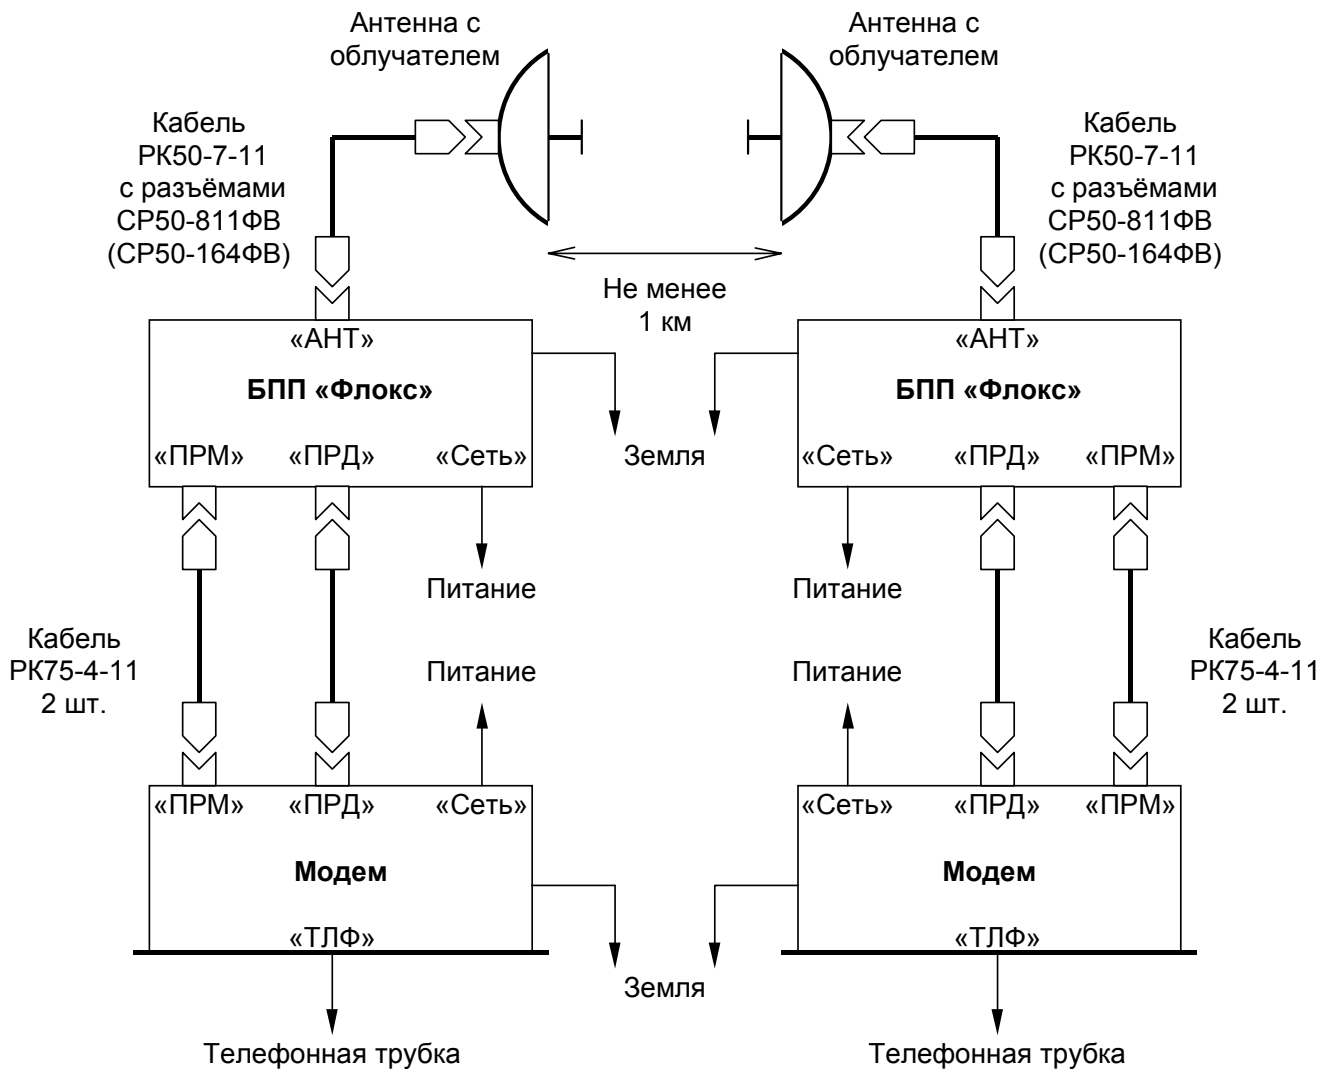 Антенна с
облучателем
Антенна с
облучателем
Кабель
РК50-7-11
с разъёмами
СР50-811ФВ
(СР50-164ФВ)
Кабель
РК50-7-11
с разъёмами
СР50-811ФВ
(СР50-164ФВ)
Не менее
1 км
«АНТ»
БПП «Флокс»
«ПРМ» «ПРД» «Сеть»
Земля
«АНТ»
БПП «Флокс»
«Сеть» «ПРД» «ПРМ»
Питание
Питание
Кабель
РК75-4-11
2 шт.
Питание
Питание
Кабель
РК75-4-11
2 шт.
«ПРМ» «ПРД» «Сеть»
Модем
«ТЛФ»
«Сеть» «ПРД» «ПРМ»
Модем
«ТЛФ»
Земля
Телефонная трубка
Телефонная трубка